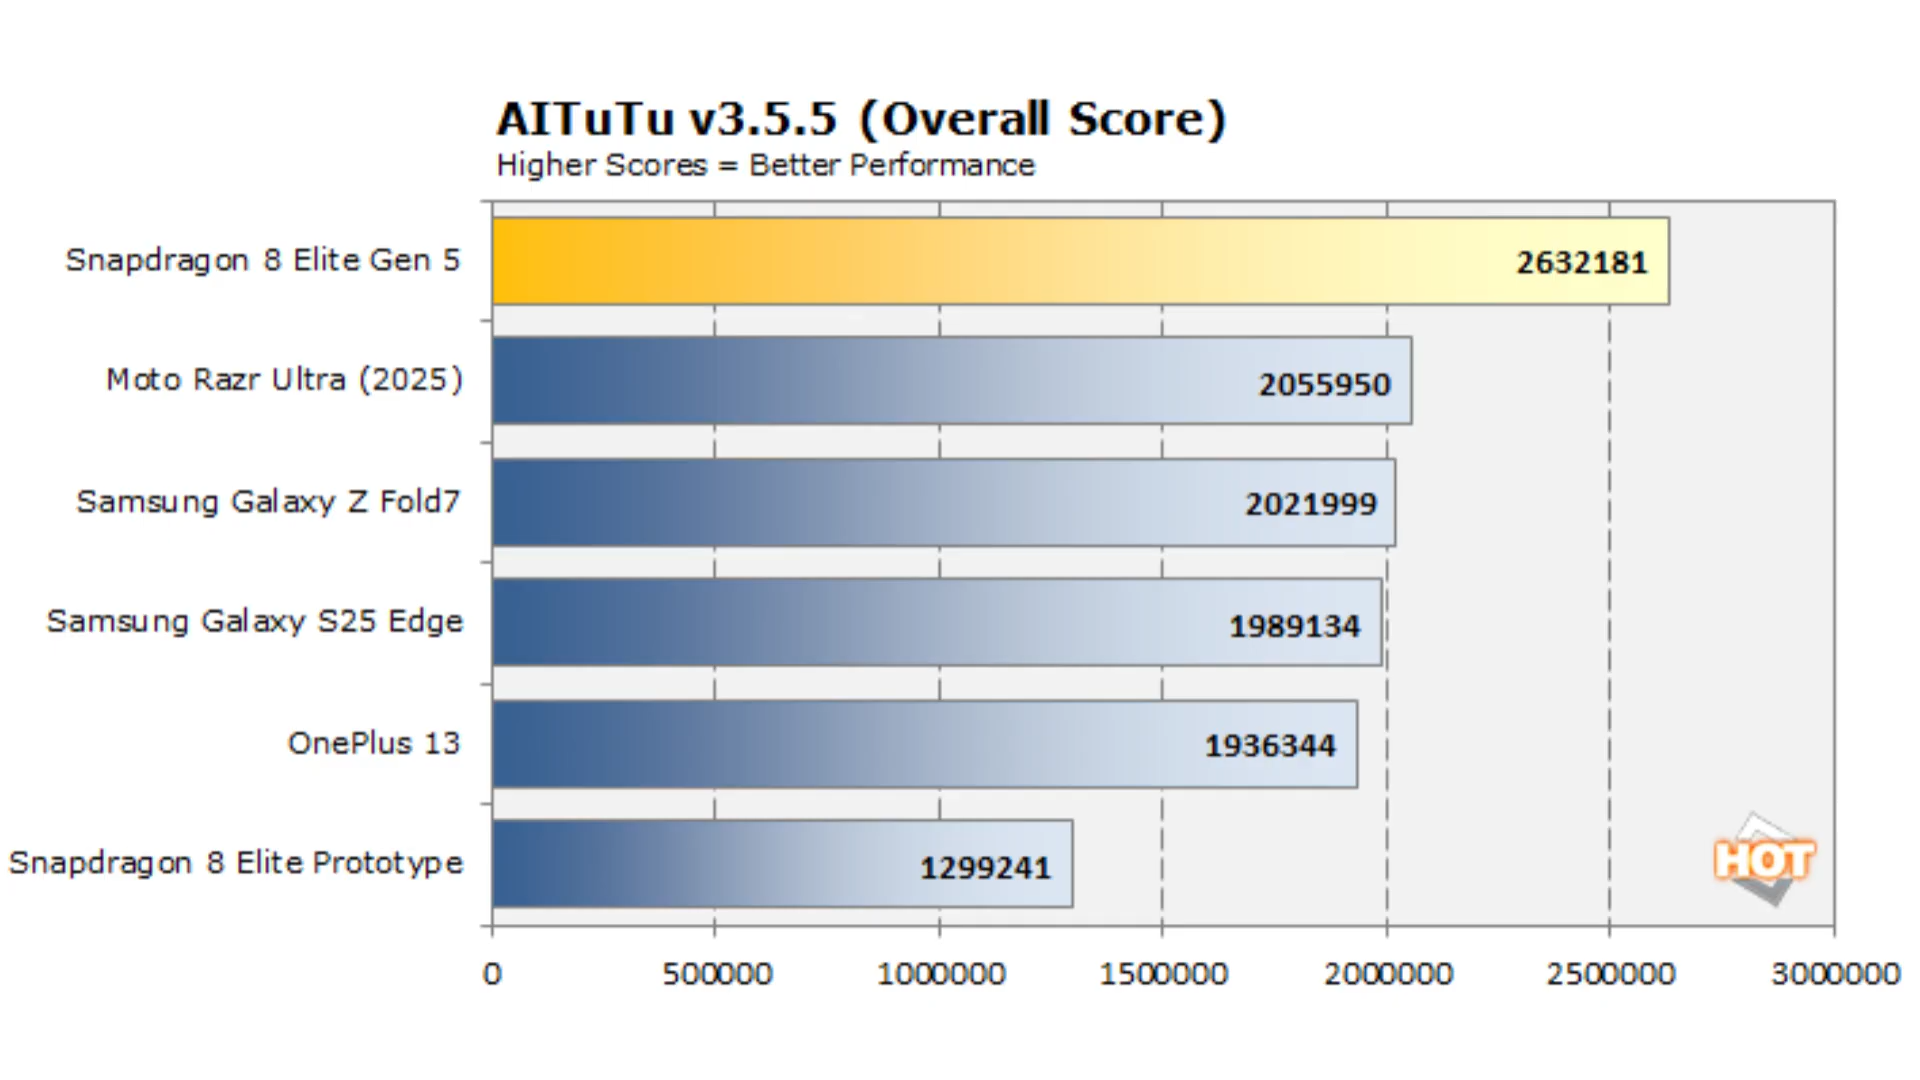 AITuTu v3.5.5 (Overall Score)
Higher Scores = Better Performance
Snapdragon 8 Elite Gen 5
2632181
Moto Razr Ultra (2025)
2055950
Samsung Galaxy Z Fold7
2021999
Samsung Galaxy S25 Edge
1989134
OnePlus 13
1936344
Snapdragon 8 Elite Prototype
1299241
HOT
0 500000 1000000 1500000 2000000 2500000 3000000